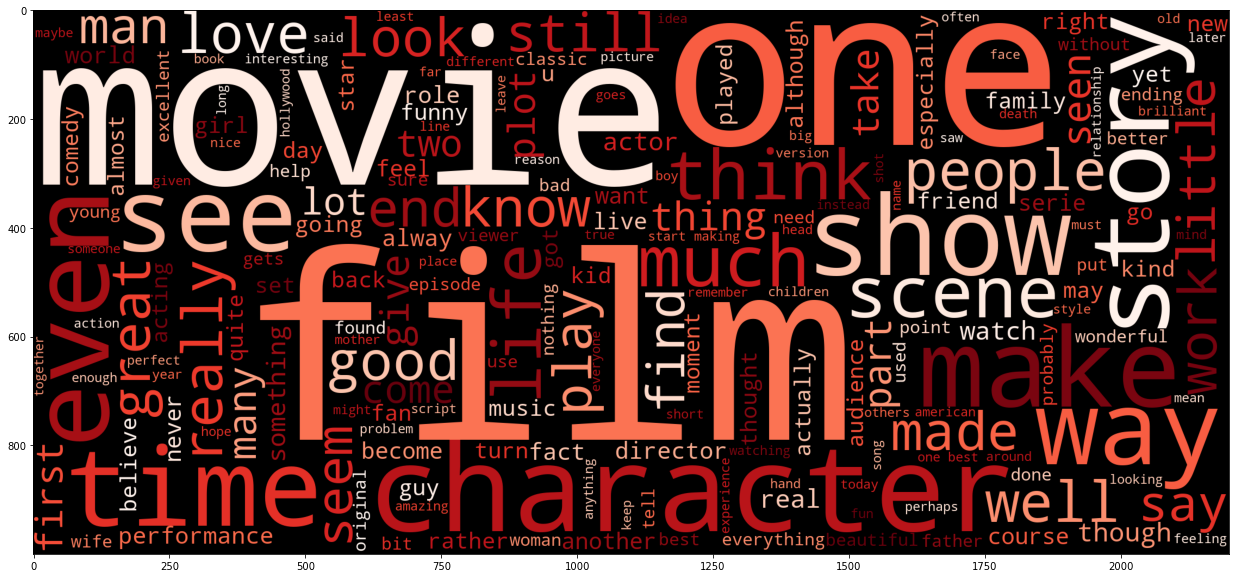 0
200
400
600
800
0
250
500
750
1000
1250
1500
1750
2000
maybe
man
love
said
look
least
still
idea
one
often
right
old
new
world
book
interesting
different
classic
u
picture
face
without
later
movie
excellent
long
hollywood
star
far
leave
plot
played
although
take
especially
seen
relationship
story
yet
role
funny
goes
family
ending
brilliant
comedy
almost
girl
nice
day
line
two
actor
big
death
saw
better
little
help
feel
reason
version
shot
given
sure
bad
boy
think
people
young
see
lot
want
instead
name
friend
serie
go
going
end
know
live
thing
need
head
show
must
mind
even
someone
alway
viewer
got
true
start making
much
gets
back
place
kid
put
kind
great
acting
set
give
episode
life
find
remember
children
scene
may
style
work
really
quite
film
nothing
play
moment
action
found
mother
part
point
watch
wonderful
used
together
perfect
year
enough
good
use
everyone
thought
actually
audience
make
probably
many
something
come
might
fan
script
music
short
others
american
mean
way
hope
problem
never
believe
first
time
seem
become
turn
fact
director
watching
song
made
one best around
character
original
guy
amazing
anything
keep
tell
experience
real
hand
today
fun
perhaps
done
looking
well
say
wife
performance
bit
rather
woman
another
best
everything
beautiful
father
course
though
feeling